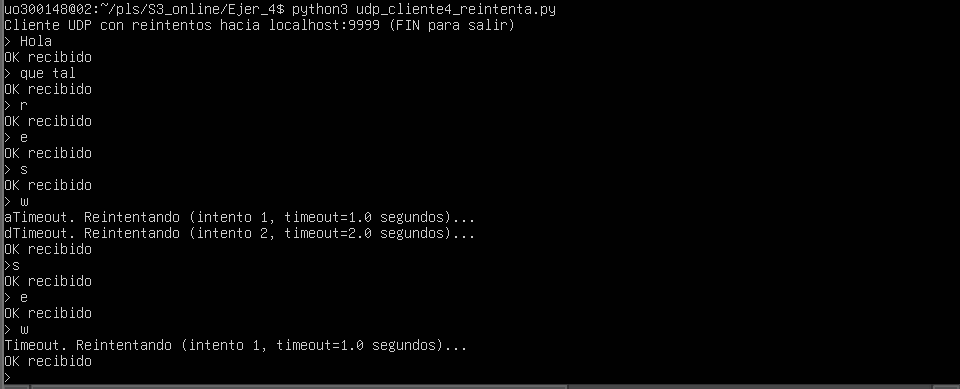 uo300148@02:~/pls/S3_online/Ejer_4$ python3 udp_cliente4_reintenta.py
Cliente UDP con reintentos hacia localhost:9999 (FIN para salir)
> Hola
OK recibido
> que tal
OK recibido
> r
OK recibido
> e
OK recibido
> s
OK recibido
> w
aTimeout. Reintentando (intento 1, timeout=1.0 segundos)...
dTimeout. Reintentando (intento 2, timeout=2.0 segundos)...
OK recibido
>s
OK recibido
> e
OK recibido
> w
Timeout. Reintentando (intento 1, timeout=1.0 segundos)...
OK recibido
>